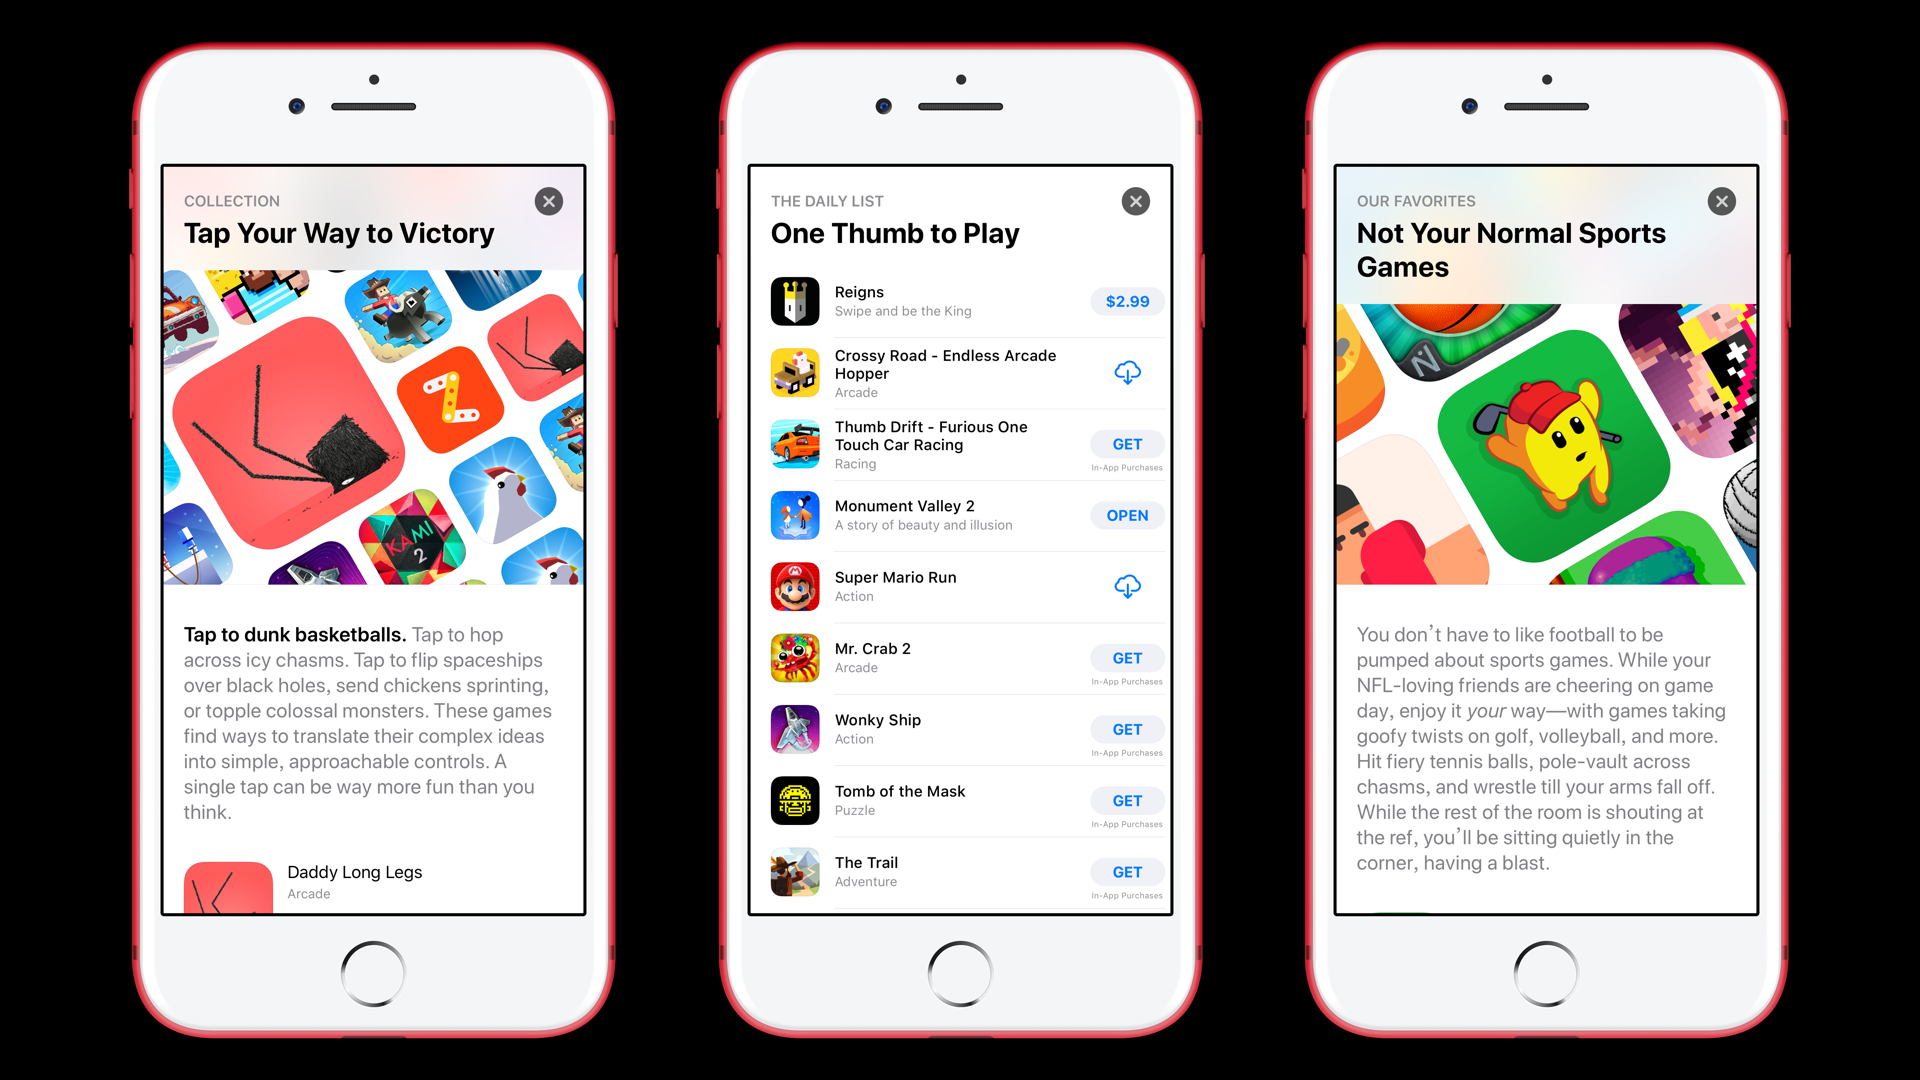 COLLECTION
Tap Your Way to Victory
KAMI
2
Tap to dunk basketballs. Tap to hop
across icy chasms. Tap to flip spaceships
over black holes, send chickens sprinting,
or topple colossal monsters. These games
find ways to translate their complex ideas
into simple, approachable controls. A
single tap can be way more fun than you
think.
Daddy Long Legs
Arcade
THE DAILY LIST
One Thumb to Play
Reigns
Swipe and be the King
$2.99
Crossy Road - Endless Arcade
Hopper
Arcade
Thumb Drift - Furious One
Touch Car Racing
Racing
GET
In-App Purchases
Monument Valley 2
A story of beauty and illusion
OPEN
Super Mario Run
Action
Mr. Crab 2
Arcade
GET
In-App Purchases
Wonky Ship
Action
GET
In-App Purchases
Tomb of the Mask
Puzzle
GET
In-App Purchases
The Trail
Adventure
GET
In-App Purchases
OUR FAVORITES
Not Your Normal Sports
Games
You don’t have to like football to be
pumped about sports games. While your
NFL-loving friends are cheering on game
day, enjoy it your way—with games taking
goofy twists on golf, volleyball, and more.
Hit fiery tennis balls, pole-vault across
chasms, and wrestle till your arms fall off.
While the rest of the room is shouting at
the ref, you’ll be sitting quietly in the
corner, having a blast.